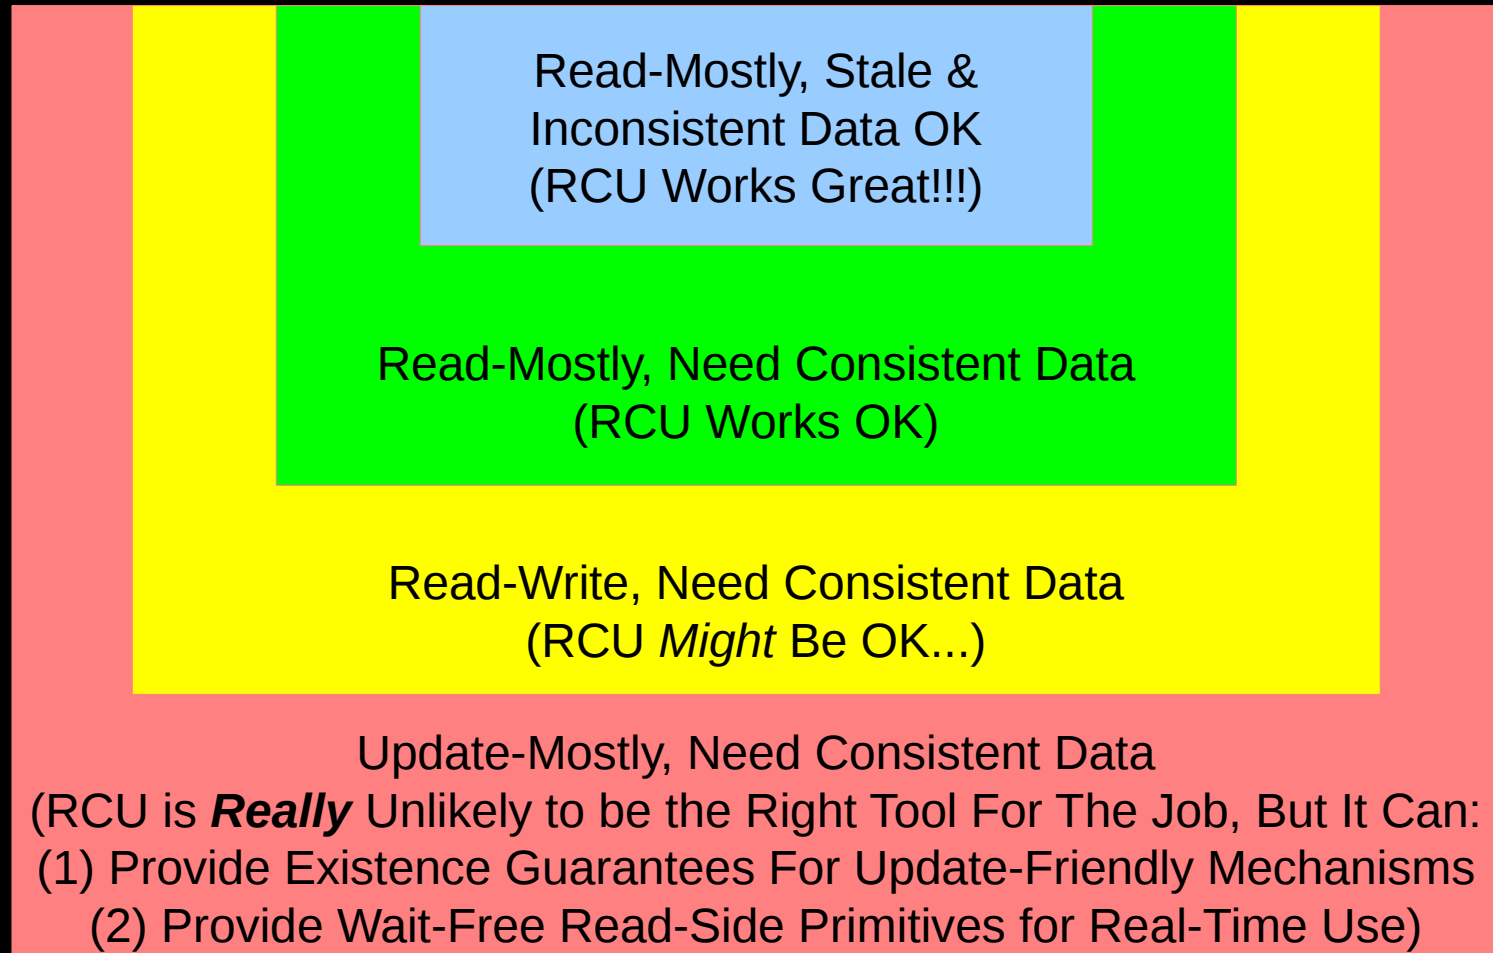 Read-Mostly, Stale &
Inconsistent Data OK
(RCU Works Great!!!)
Read-Mostly, Need Consistent Data
(RCU Works OK)
Read-Write, Need Consistent Data
(RCU Might Be OK...)
Update-Mostly, Need Consistent Data
(RCU is Really Unlikely to be the Right Tool For The Job, But It Can:
(1) Provide Existence Guarantees For Update-Friendly Mechanisms
(2) Provide Wait-Free Read-Side Primitives for Real-Time Use)